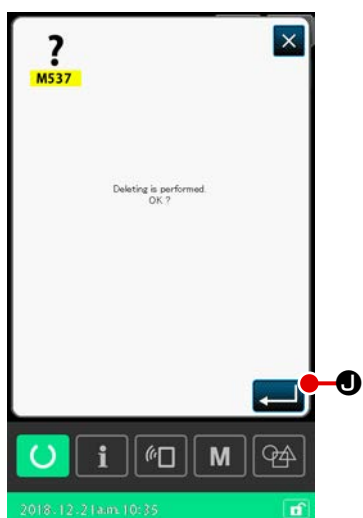 ?
M537
Deleting is performed.
OK ?
J
i
M
2018.12.21a.m.10:35